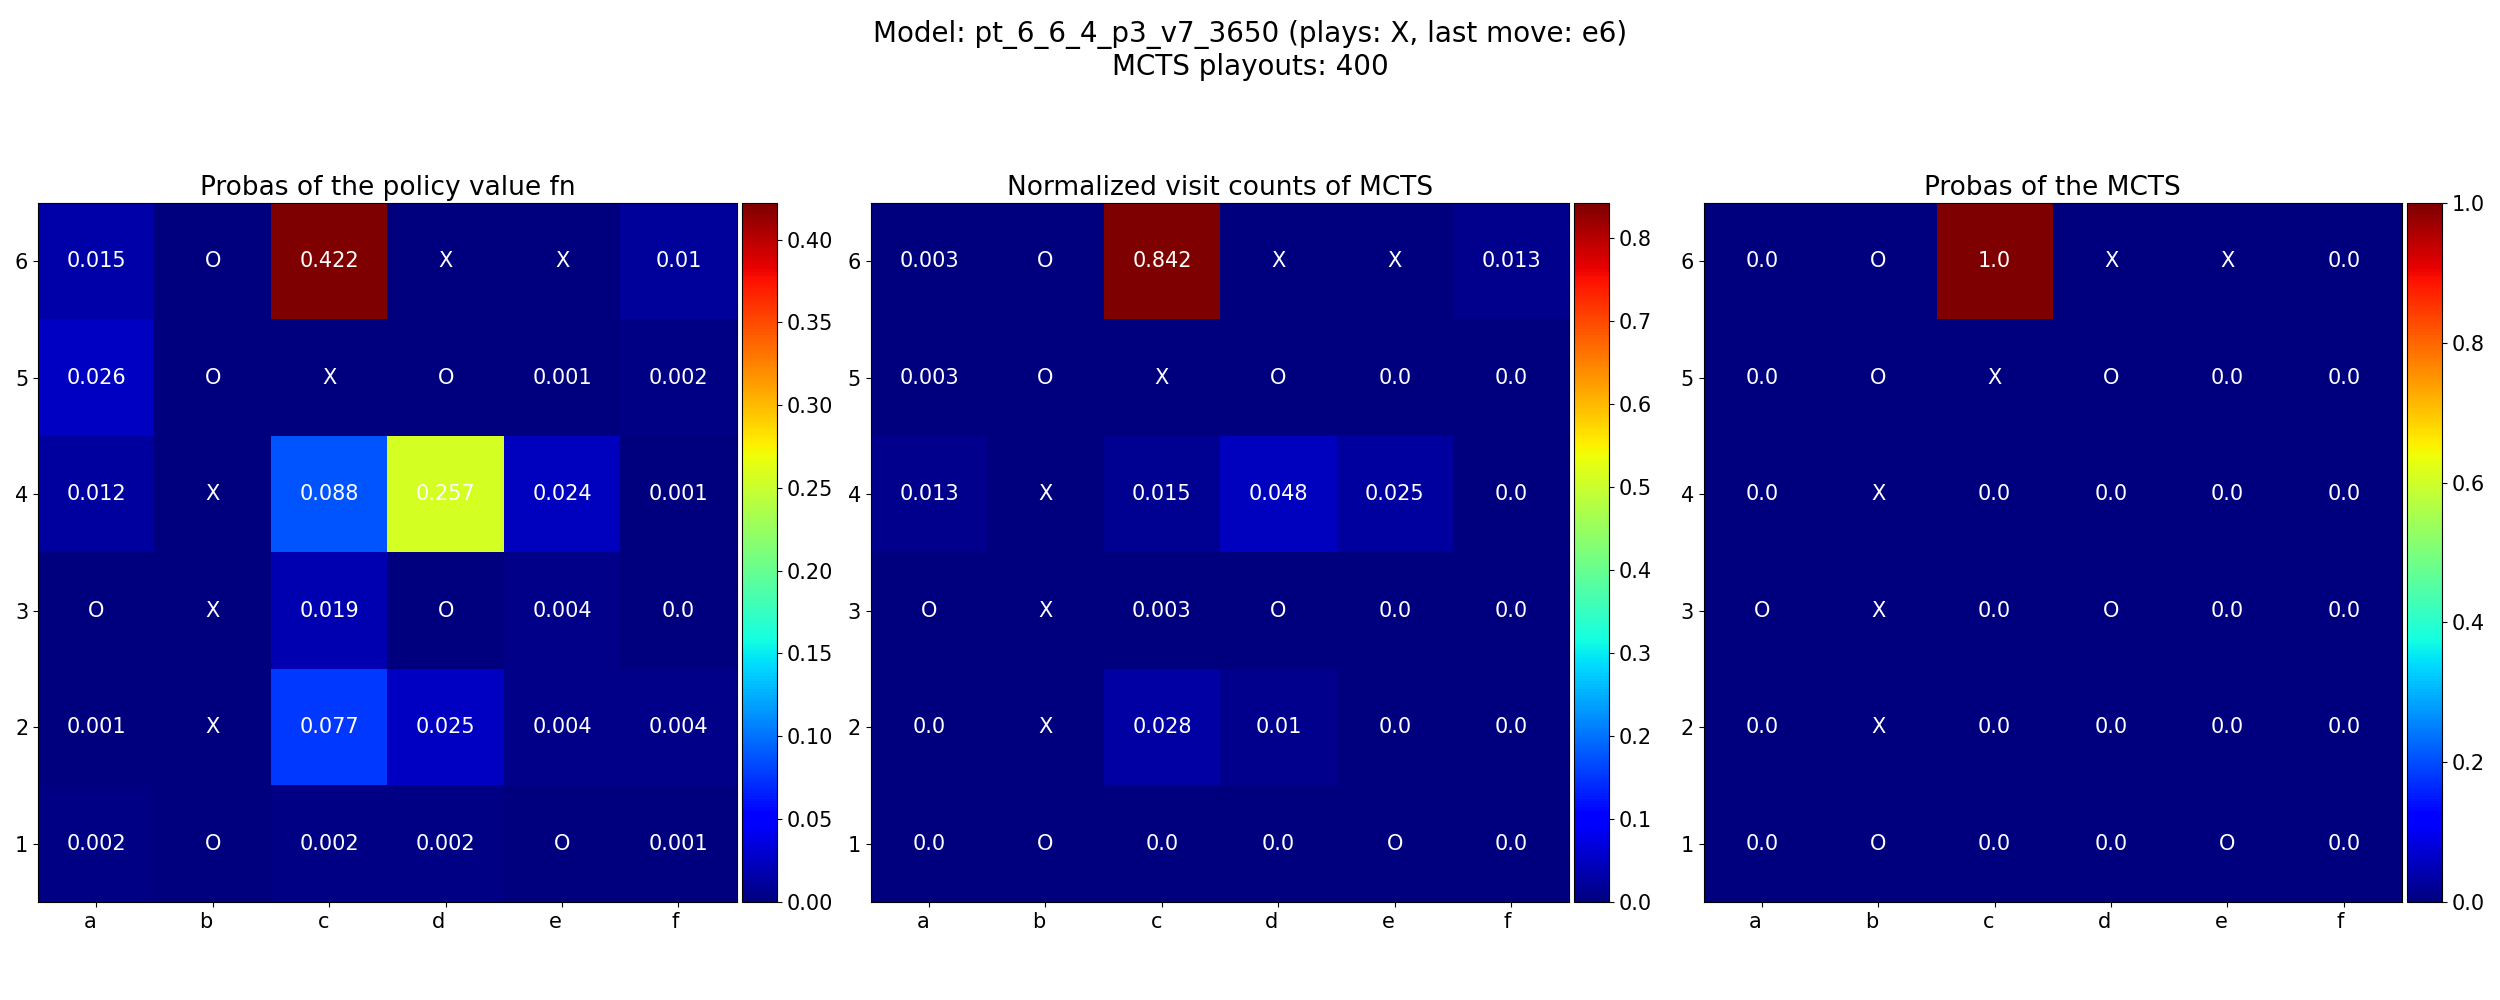 Model: pt_6_6_4_p3_v7_3650 (plays: X, last move: e6)
MCTS playouts: 400
Probas of the policy value fn
6 0.015 O 0.422 X X 0.01
5 0.026 O X O 0.001 0.002
4 0.012 X 0.088 0.257 0.024 0.001
3 O X 0.019 O 0.004 0.0
2 0.001 X 0.077 0.025 0.004 0.004
1 0.002 O 0.002 0.002 O 0.001
a b c d e f
0.40
0.35
0.30
0.25
0.20
0.15
0.10
0.05
0.00
Normalized visit counts of MCTS
6 0.003 O 0.842 X X 0.013
5 0.003 O X O 0.0 0.0
4 0.013 X 0.015 0.048 0.025 0.0
3 O X 0.003 O 0.0 0.0
2 0.0 X 0.028 0.01 0.0 0.0
1 0.0 O 0.0 0.0 O 0.0
a b c d e f
0.8
0.7
0.6
0.5
0.4
0.3
0.2
0.1
0.0
Probas of the MCTS
6 0.0 O 1.0 X X 0.0
5 0.0 O X O 0.0 0.0
4 0.0 X 0.0 0.0 0.0 0.0
3 O X 0.0 O 0.0 0.0
2 0.0 X 0.0 0.0 0.0 0.0
1 0.0 O 0.0 0.0 O 0.0
a b c d e f
1.0
0.8
0.6
0.4
0.2
0.0